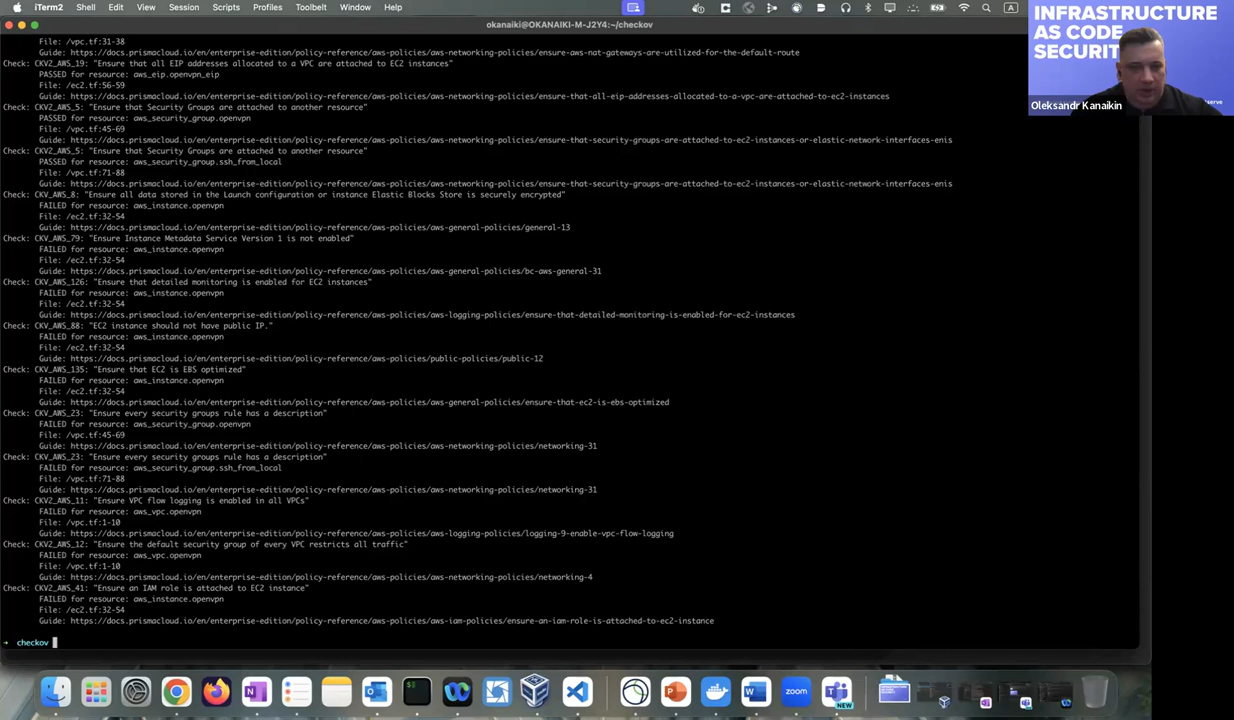 iTerm2 Shell Edit View Session Scripts Profiles Toolbelt Window Help
okanaiki@OKANAIKI-M-J2Y4:~/checkov
File: /vpc.tf:31-38
Guide: https://docs.prismacloud.io/en/enterprise-edition/policy-reference/aws-policies/aws-networking-policies/ensure-aws-nat-gateways-are-utilized-for-the-default-route
Check: CKV2_AWS_19: "Ensure that all EIP addresses allocated to a VPC are attached to EC2 instances"
PASSED for resource: aws_eip.openvpn_eip
File: /ec2.tf:56-59
Guide: https://docs.prismacloud.io/en/enterprise-edition/policy-reference/aws-policies/aws-networking-policies/ensure-that-all-eip-addresses-allocated-to-a-vpc-are-attached-to-ec2-instances
Check: CKV2_AWS_5: "Ensure that Security Groups are attached to another resource"
PASSED for resource: aws_security_group.openvpn
File: /vpc.tf:45-69
Guide: https://docs.prismacloud.io/en/enterprise-edition/policy-reference/aws-policies/aws-networking-policies/ensure-that-security-groups-are-attached-to-ec2-instances-or-elastic-network-interfaces-enis
Check: CKV2_AWS_5: "Ensure that Security Groups are attached to another resource"
PASSED for resource: aws_security_group.ssh_from_local
File: /vpc.tf:71-88
Guide: https://docs.prismacloud.io/en/enterprise-edition/policy-reference/aws-policies/aws-networking-policies/ensure-that-security-groups-are-attached-to-ec2-instances-or-elastic-network-interfaces-enis
Check: CKV_AWS_8: "Ensure all data stored in the Launch configuration or instance Elastic Blocks Store is securely encrypted"
FAILED for resource: aws_instance.openvpn
File: /ec2.tf:32-54
Guide: https://docs.prismacloud.io/en/enterprise-edition/policy-reference/aws-policies/aws-general-policies/general-13
Check: CKV_AWS_79: "Ensure Instance Metadata Service Version 1 is not enabled"
FAILED for resource: aws_instance.openvpn
File: /ec2.tf:32-54
Guide: https://docs.prismacloud.io/en/enterprise-edition/policy-reference/aws-policies/aws-general-policies/bc-aws-general-31
Check: CKV_AWS_126: "Ensure that detailed monitoring is enabled for EC2 instances"
FAILED for resource: aws_instance.openvpn
File: /ec2.tf:32-54
Guide: https://docs.prismacloud.io/en/enterprise-edition/policy-reference/aws-policies/aws-logging-policies/ensure-that-detailed-monitoring-is-enabled-for-ec2-instances
Check: CKV_AWS_88: "EC2 instance should not have public IP."
FAILED for resource: aws_instance.openvpn
File: /ec2.tf:32-54
Guide: https://docs.prismacloud.io/en/enterprise-edition/policy-reference/aws-policies/public-policies/public-12
Check: CKV_AWS_135: "Ensure that EC2 is EBS optimized"
FAILED for resource: aws_instance.openvpn
File: /ec2.tf:32-54
Guide: https://docs.prismacloud.io/en/enterprise-edition/policy-reference/aws-policies/aws-general-policies/ensure-that-ec2-is-ebs-optimized
Check: CKV_AWS_23: "Ensure every security groups rule has a description"
FAILED for resource: aws_security_group.openvpn
File: /vpc.tf:45-69
Guide: https://docs.prismacloud.io/en/enterprise-edition/policy-reference/aws-policies/aws-networking-policies/networking-31
Check: CKV_AWS_23: "Ensure every security groups rule has a description"
FAILED for resource: aws_security_group.ssh_from_local
File: /vpc.tf:71-88
Guide: https://docs.prismacloud.io/en/enterprise-edition/policy-reference/aws-policies/aws-networking-policies/networking-31
Check: CKV2_AWS_11: "Ensure VPC flow logging is enabled in all VPCs"
FAILED for resource: aws_vpc.openvpn
File: /vpc.tf:1-10
Guide: https://docs.prismacloud.io/en/enterprise-edition/policy-reference/aws-policies/aws-logging-policies/logging-9-enable-vpc-flow-logging
Check: CKV2_AWS_12: "Ensure the default security group of every VPC restricts all traffic"
FAILED for resource: aws_vpc.openvpn
File: /vpc.tf:1-10
Guide: https://docs.prismacloud.io/en/enterprise-edition/policy-reference/aws-policies/aws-networking-policies/networking-4
Check: CKV2_AWS_41: "Ensure an IAM role is attached to EC2 instance"
FAILED for resource: aws_instance.openvpn
File: /ec2.tf:32-54
Guide: https://docs.prismacloud.io/en/enterprise-edition/policy-reference/aws-policies/aws-iam-policies/ensure-an-iam-role-is-attached-to-ec2-instance
→ checkov
INFRASTRUCTURE
AS CODE
SECURIT
Oleksandr Kanaikin
zoom
NEW